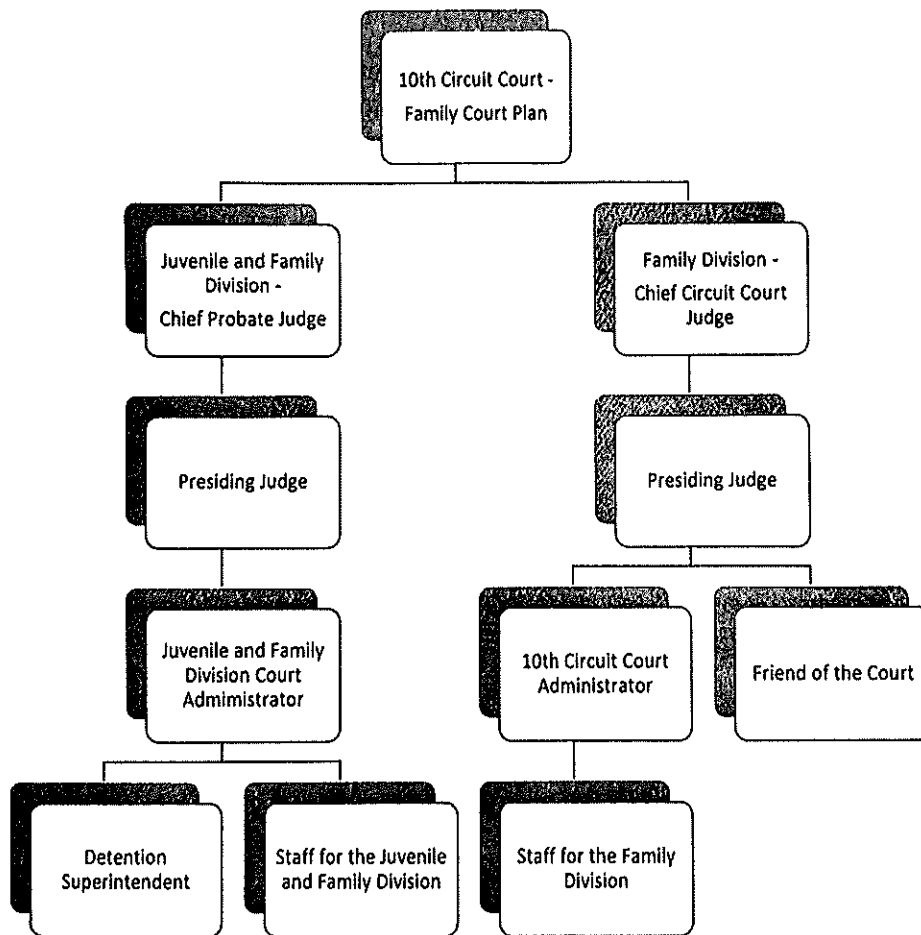 10th Circuit Court -
Family Court Plan
Juvenile and Family
Division -
Chief Probate Judge
Family Division -
Chief Circuit Court
Judge
Presiding Judge
Presiding Judge
Juvenile and Family
Division Court
Admimistrator
10th Circuit Court
Administrator
Friend of the Court
Detention
Superintendent
Staff for the Juvenile
and Family Division
Staff for the Family
Division